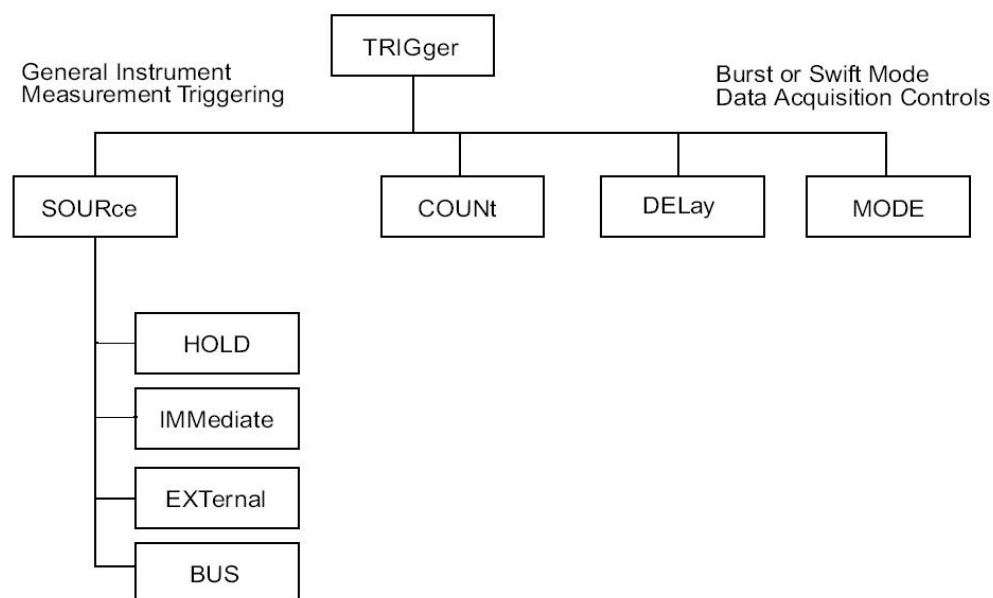 TRIGger
General Instrument
Measurement Triggering
Burst or Swift Mode
Data Acquisition Controls
SOURce
COUNt
DELay
MODE
HOLD
IMMediate
EXTernal
BUS